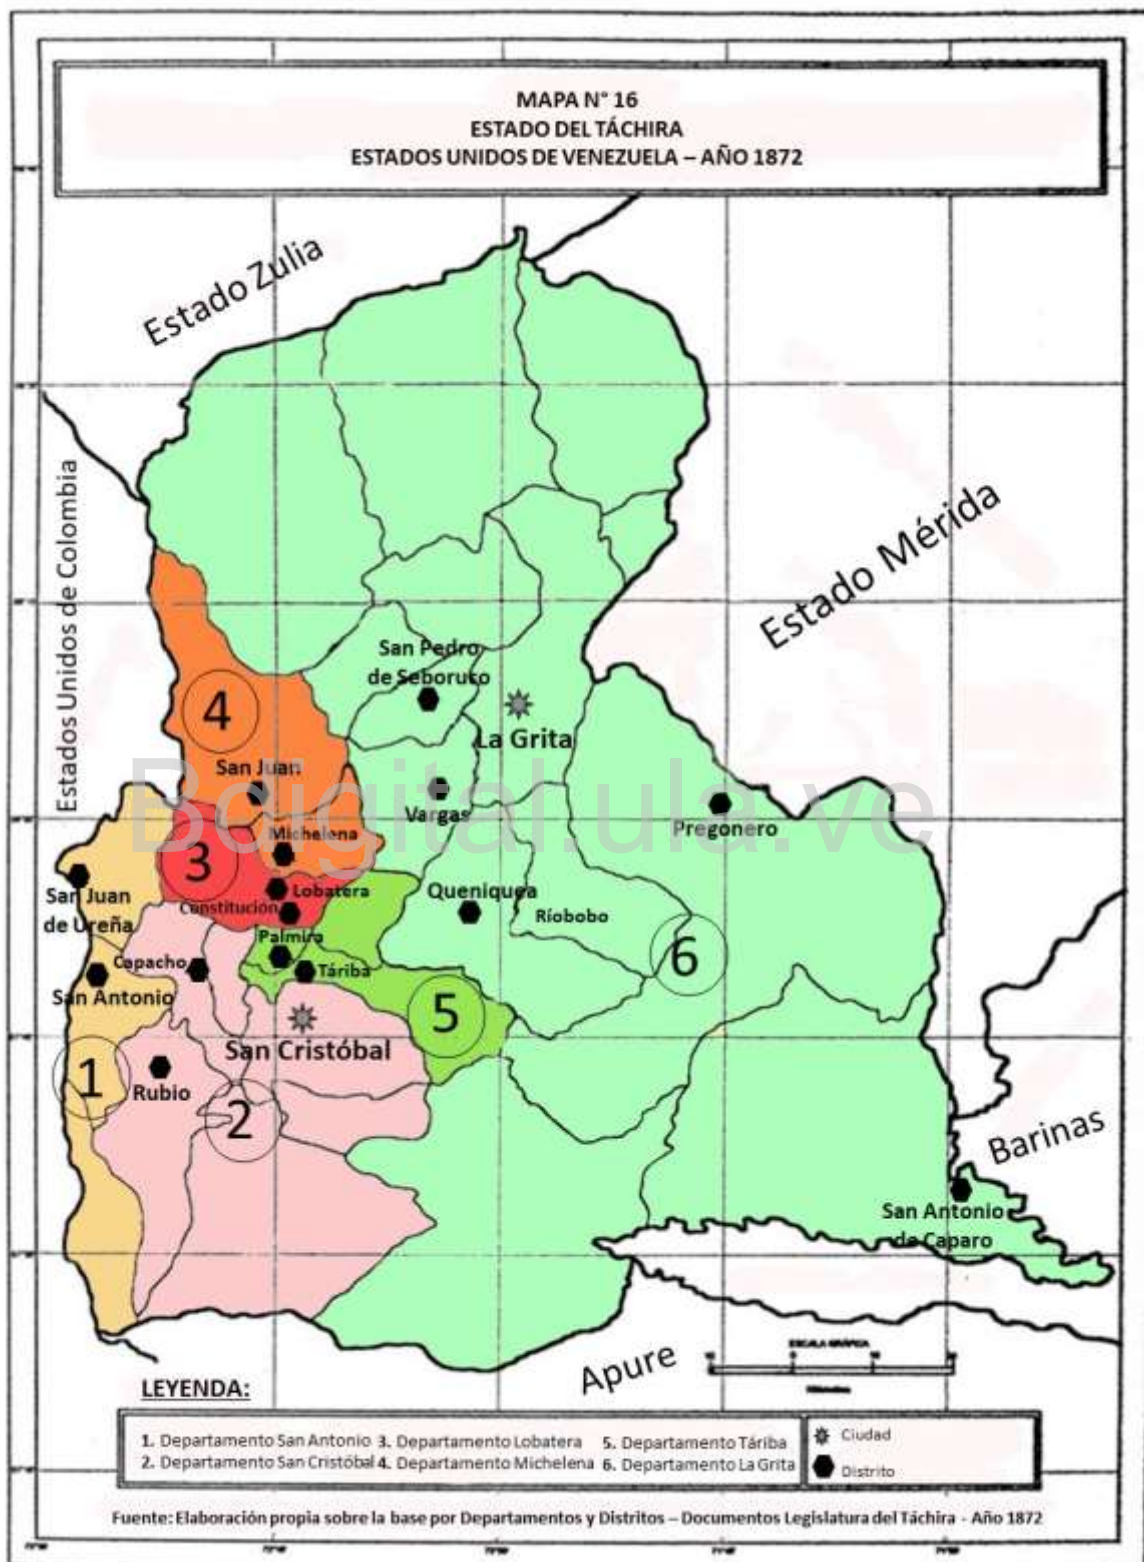 MAPA N° 16
ESTADO DEL TÁCHIRA
ESTADOS UNIDOS DE VENEZUELA – AÑO 1872
Estado Zulia
Estados Unidos de Colombia
Estado Mérida
San Pedro
de Seboruco
4
La Grita
San Juan
Bdigital.ula.ve
Vargas
Pregonero
Michelena
3
San Juan
de Ureña
Lobatera
Queniquea
Constitución
Ríobobo
Palmira
6
Capacho
Táriba
San Antonio
5
San Cristóbal
1
Rubio
2
Barinas
San Antonio
de Caparo
Apure
ESCALA GRÁFICA
LEYENDA:
1. Departamento San Antonio 3. Departamento Lobatera 5. Departamento Táriba
2. Departamento San Cristóbal 4. Departamento Michelena 6. Departamento La Grita
Ciudad
Distrito
Fuente: Elaboración propia sobre la base por Departamentos y Distritos – Documentos Legislatura del Táchira - Año 1872